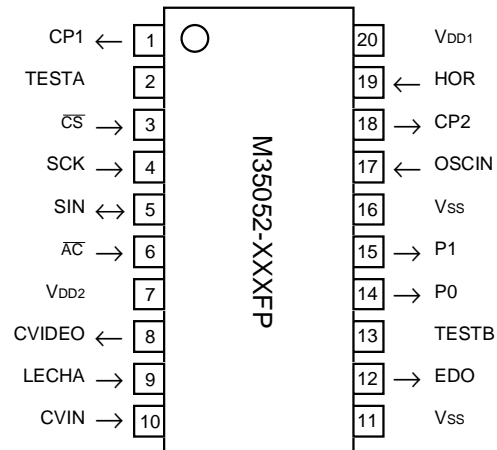 CP1 ← 1 20 VDD1
TESTA 2 19 ← HOR
C̅S̅ → 3 18 → CP2
SCK → 4 17 ← OSCIN
SIN ↔ 5 16 VSS
A̅C̅ → 6 15 → P1
VDD2 7 14 → P0
CVIDEO ← 8 13 TESTB
LECHA → 9 12 → EDO
CVIN → 10 11 VSS
M35052-XXXFP